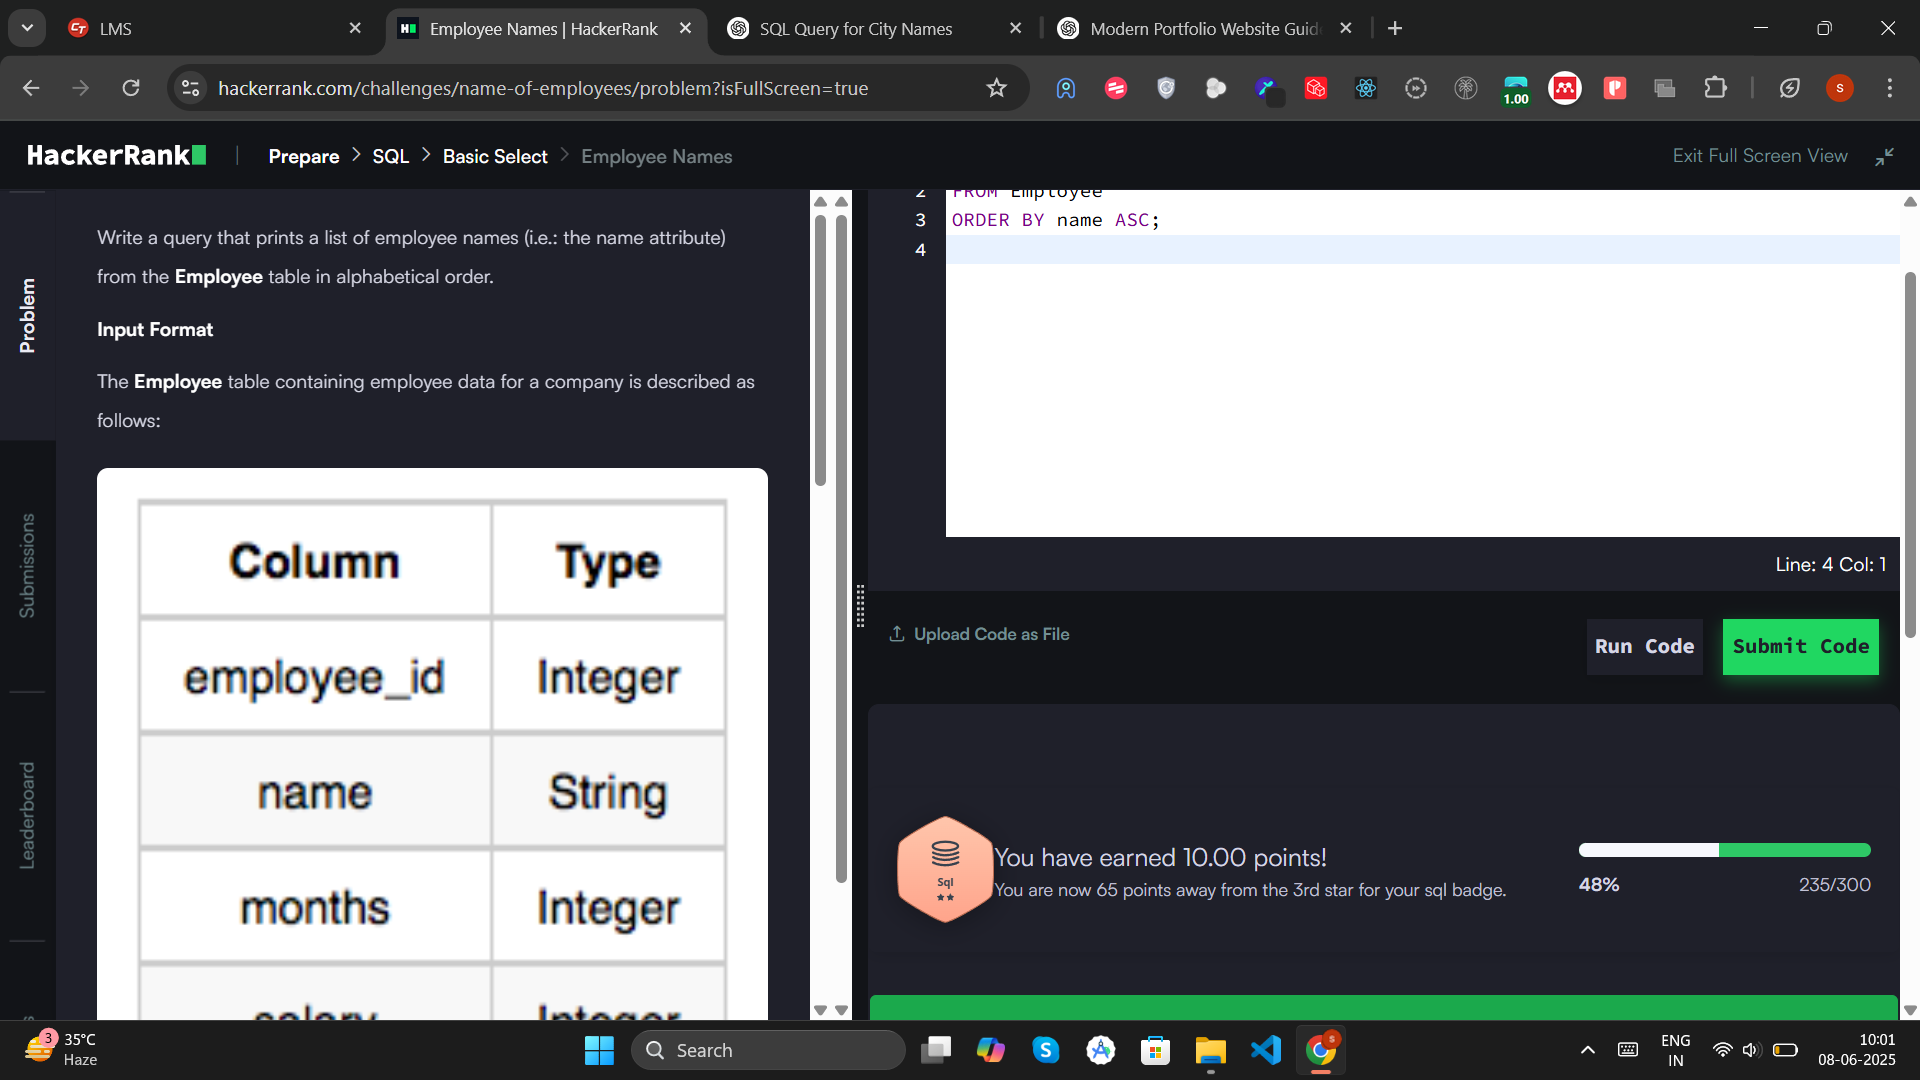 LMS
Employee Names | HackerRank
SQL Query for City Names
Modern Portfolio Website Guid
hackerrank.com/challenges/name-of-employees/problem?isFullScreen=true
1.00
S
HackerRank
Prepare
SQL
Basic Select
Employee Names
Exit Full Screen View
Problem
Submissions
Leaderboard
Write a query that prints a list of employee names (i.e.: the name attribute)
from the Employee table in alphabetical order.
Input Format
The Employee table containing employee data for a company is described as
follows:
Column Type
employee_id Integer
name String
months Integer
salary Integer
2 FROM Employee
3 ORDER BY name ASC;
4
Line: 4 Col: 1
Upload Code as File
Run Code
Submit Code
Sql
You have earned 10.00 points!
You are now 65 points away from the 3rd star for your sql badge.
48%
235/300
3
35°C
Haze
Search
ENG
IN
10:01
08-06-2025